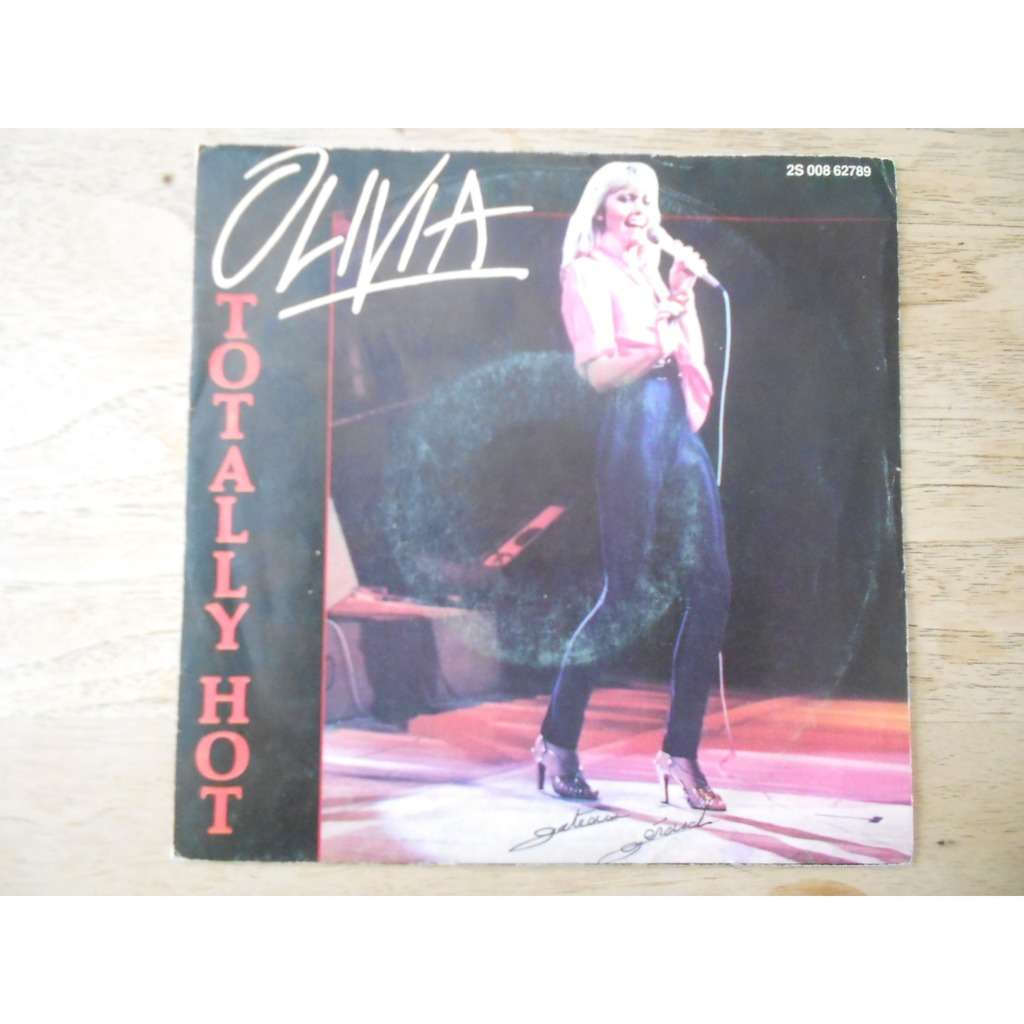 OLIVIA
2S 008 62789
TOTALLY HOT